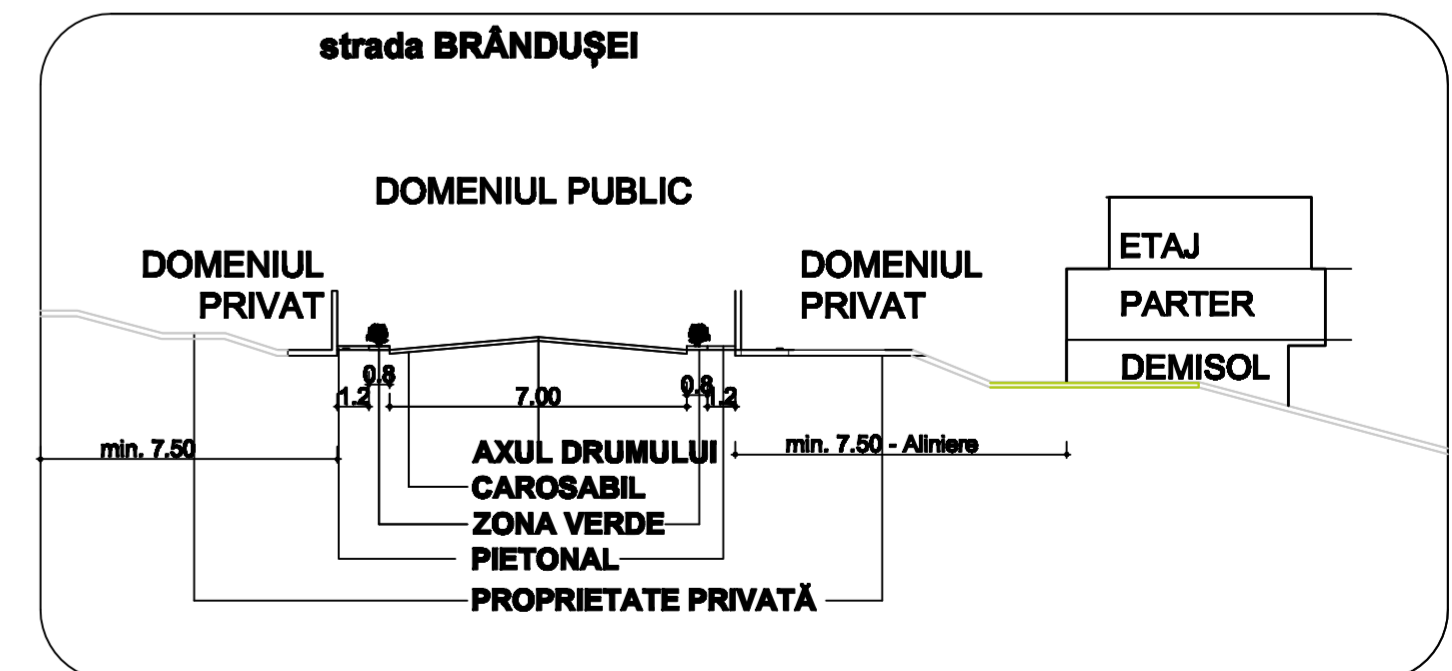 strada BRÂNDUȘEI
DOMENIUL PUBLIC
DOMENIUL
PRIVAT
DOMENIUL
PRIVAT
ETAJ
PARTER
DEMISOL
0.8
1.2
7.00
0.8
1.2
min. 7.50
min. 7.50 - Aliniere
AXUL DRUMULUI
CAROSABIL
ZONA VERDE
PIETONAL
PROPRIETATE PRIVATĂ